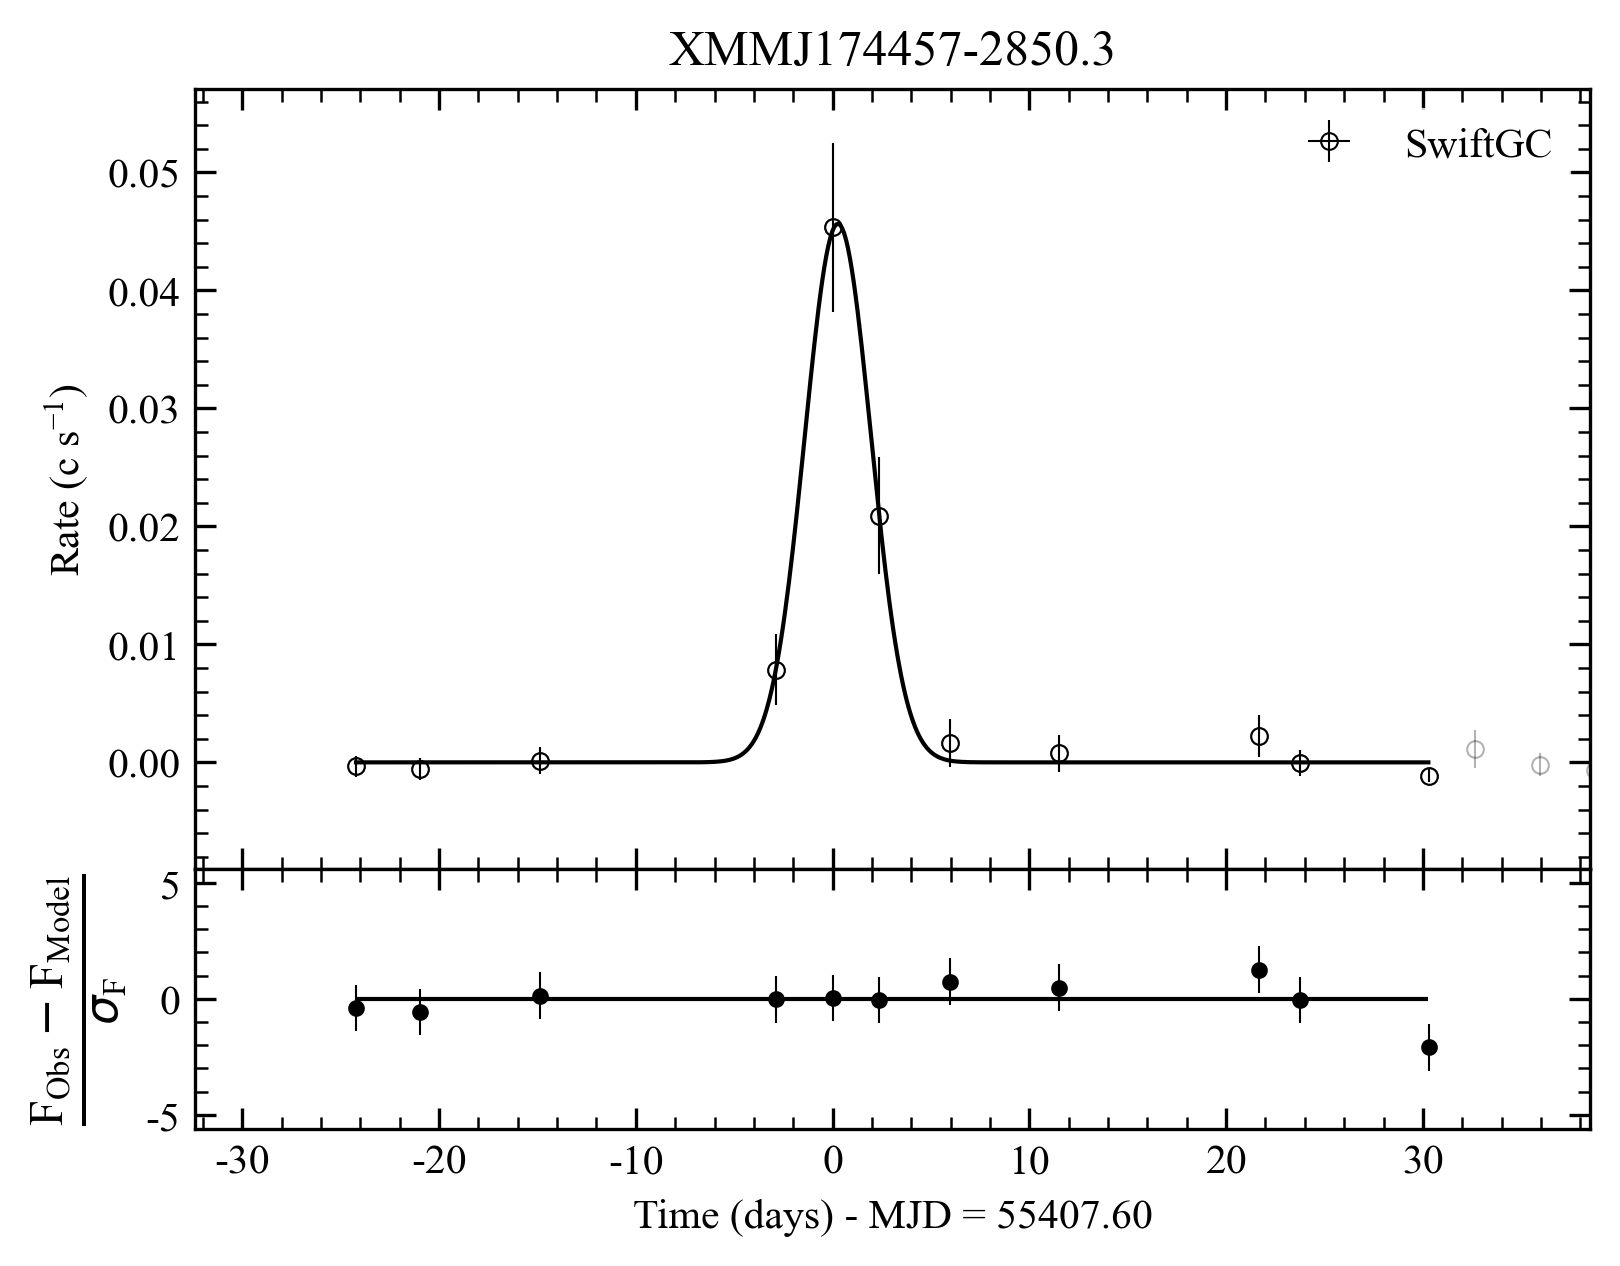 XMMJ174457-2850.3
SwiftGC
0.05
0.04
0.03
0.02
0.01
0.00
Rate (c s⁻¹)
5
0
-5
F_Obs − F_Model
σ_F
-30 -20 -10 0 10 20 30
Time (days) - MJD = 55407.60